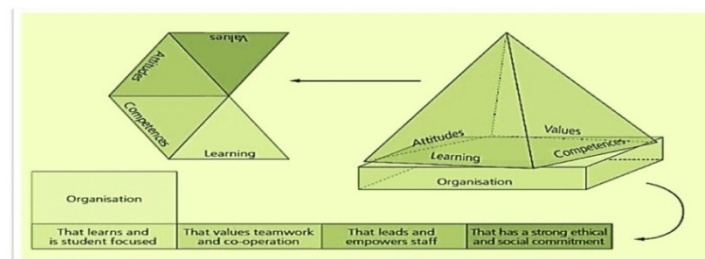 Values
Attitudes
Competences
Learning
Attitudes
Values
Learning
Competences
Organisation
Organisation
That learns and
is student focused
That values teamwork
and co-operation
That leads and
empowers staff
That has a strong ethical
and social commitment